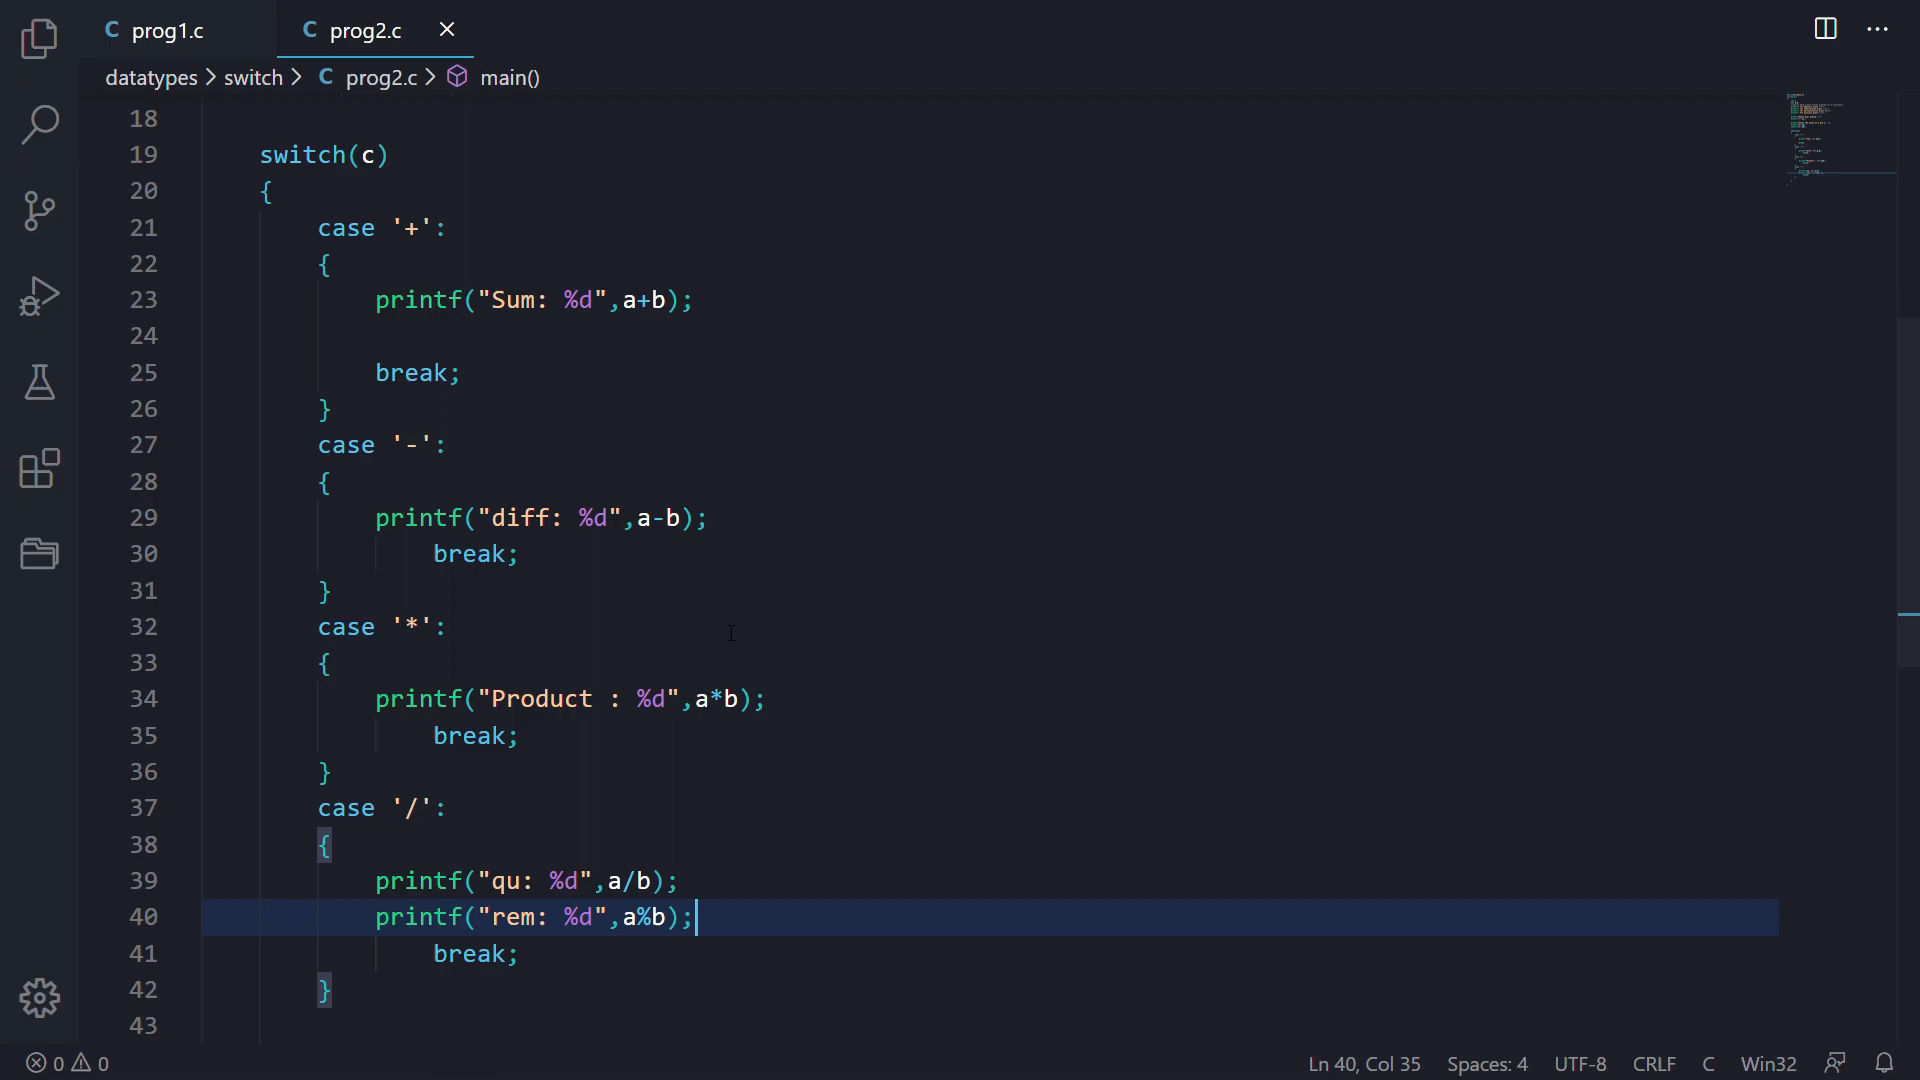 C prog1.c C prog2.c
datatypes > switch > C prog2.c > main()
18
19 switch(c)
20 {
21 case '+':
22 {
23 printf("Sum: %d",a+b);
24
25 break;
26 }
27 case '-':
28 {
29 printf("diff: %d",a-b);
30 break;
31 }
32 case '*':
33 {
34 printf("Product : %d",a*b);
35 break;
36 }
37 case '/':
38 {
39 printf("qu: %d",a/b);
40 printf("rem: %d",a%b);
41 break;
42 }
43
0 0 Ln 40, Col 35 Spaces: 4 UTF-8 CRLF C Win32